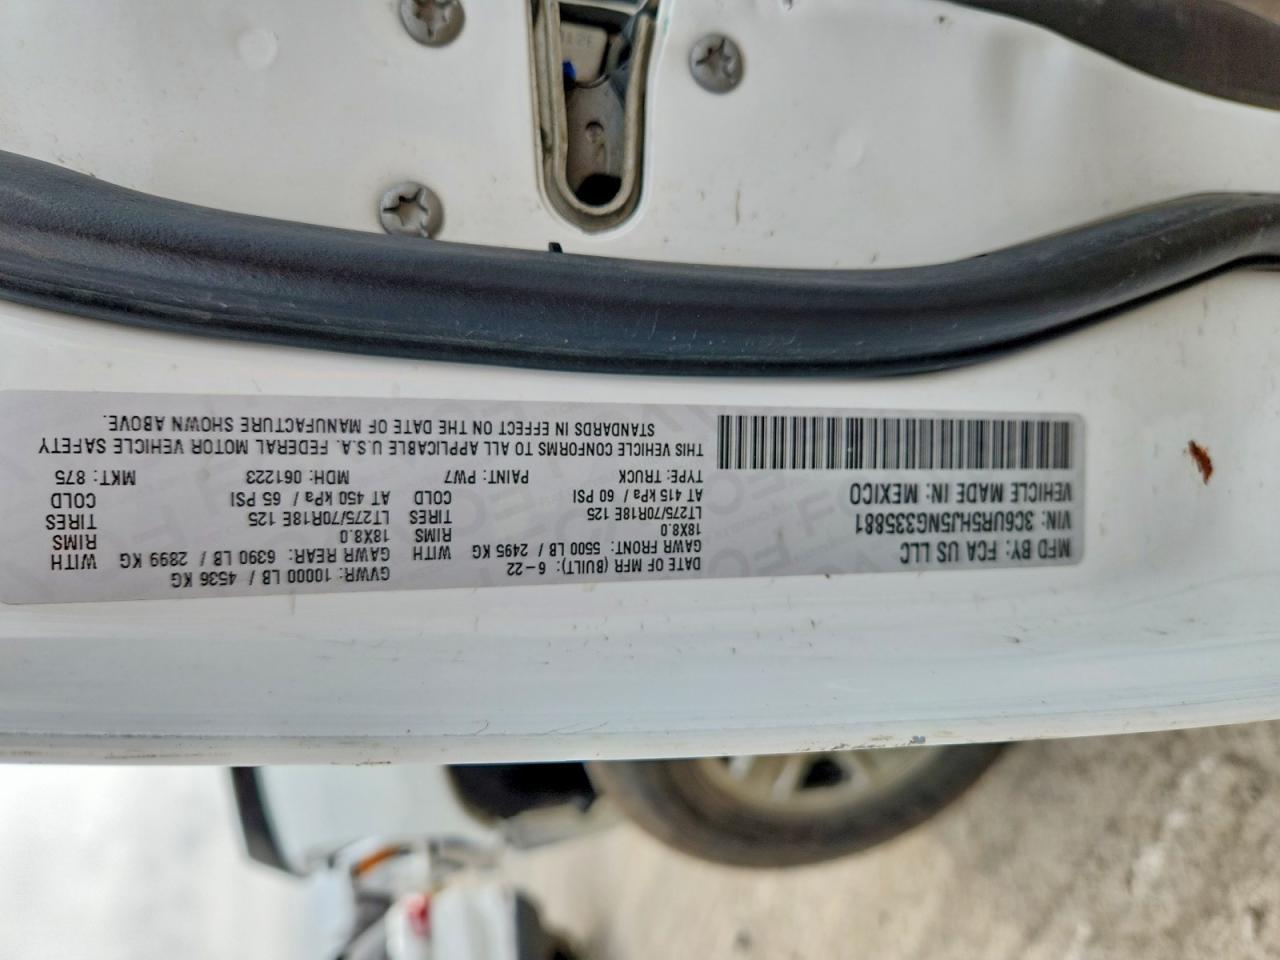 MFD BY: FCA US LLC
DATE OF MFR (BUILT): 6-22
GVWR: 10000 LB / 4536 KG
VIN: 3C6UR5HJ5NG335881
GAWR FRONT: 5500 LB / 2495 KG
WITH
GAWR REAR: 6390 LB / 2899 KG
WITH
18X8.0
RIMS
18X8.0
RIMS
LT275/70R18E 125
TIRES
LT275/70R18E 125
TIRES
VEHICLE MADE IN: MEXICO
AT 415 kPa / 60 PSI
COLD
AT 450 kPa / 65 PSI
COLD
TYPE: TRUCK
PAINT: PW7
MDH: 061223
MKT: 875
THIS VEHICLE CONFORMS TO ALL APPLICABLE U.S.A. FEDERAL MOTOR VEHICLE SAFETY
STANDARDS IN EFFECT ON THE DATE OF MANUFACTURE SHOWN ABOVE.